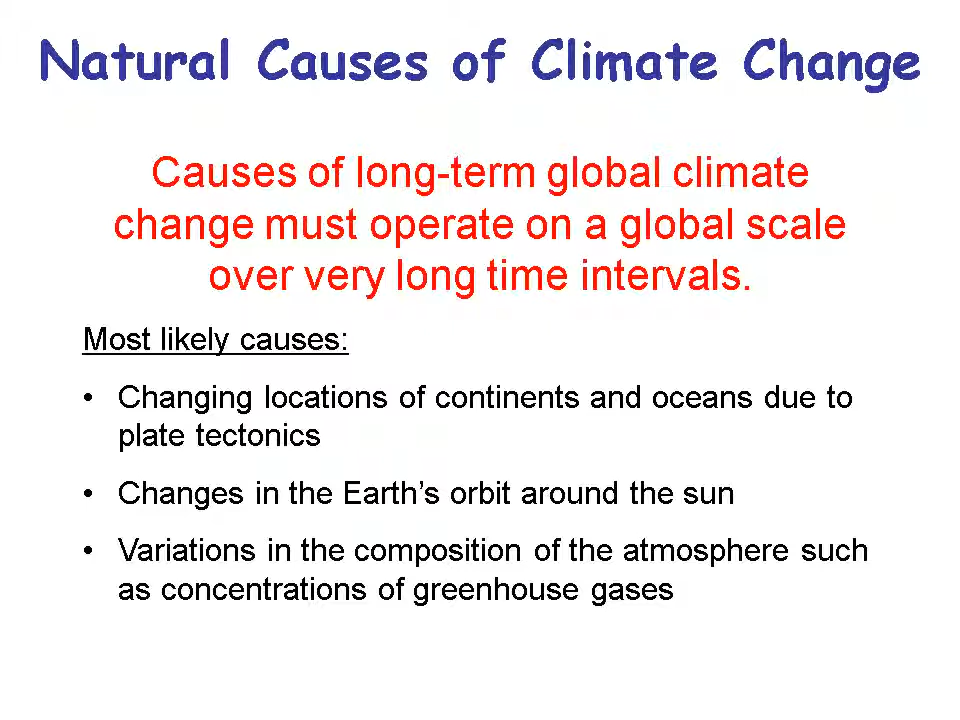 Natural Causes of Climate Change
Causes of long-term global climate
change must operate on a global scale
over very long time intervals.
Most likely causes:
• Changing locations of continents and oceans due to
plate tectonics
• Changes in the Earth’s orbit around the sun
• Variations in the composition of the atmosphere such
as concentrations of greenhouse gases